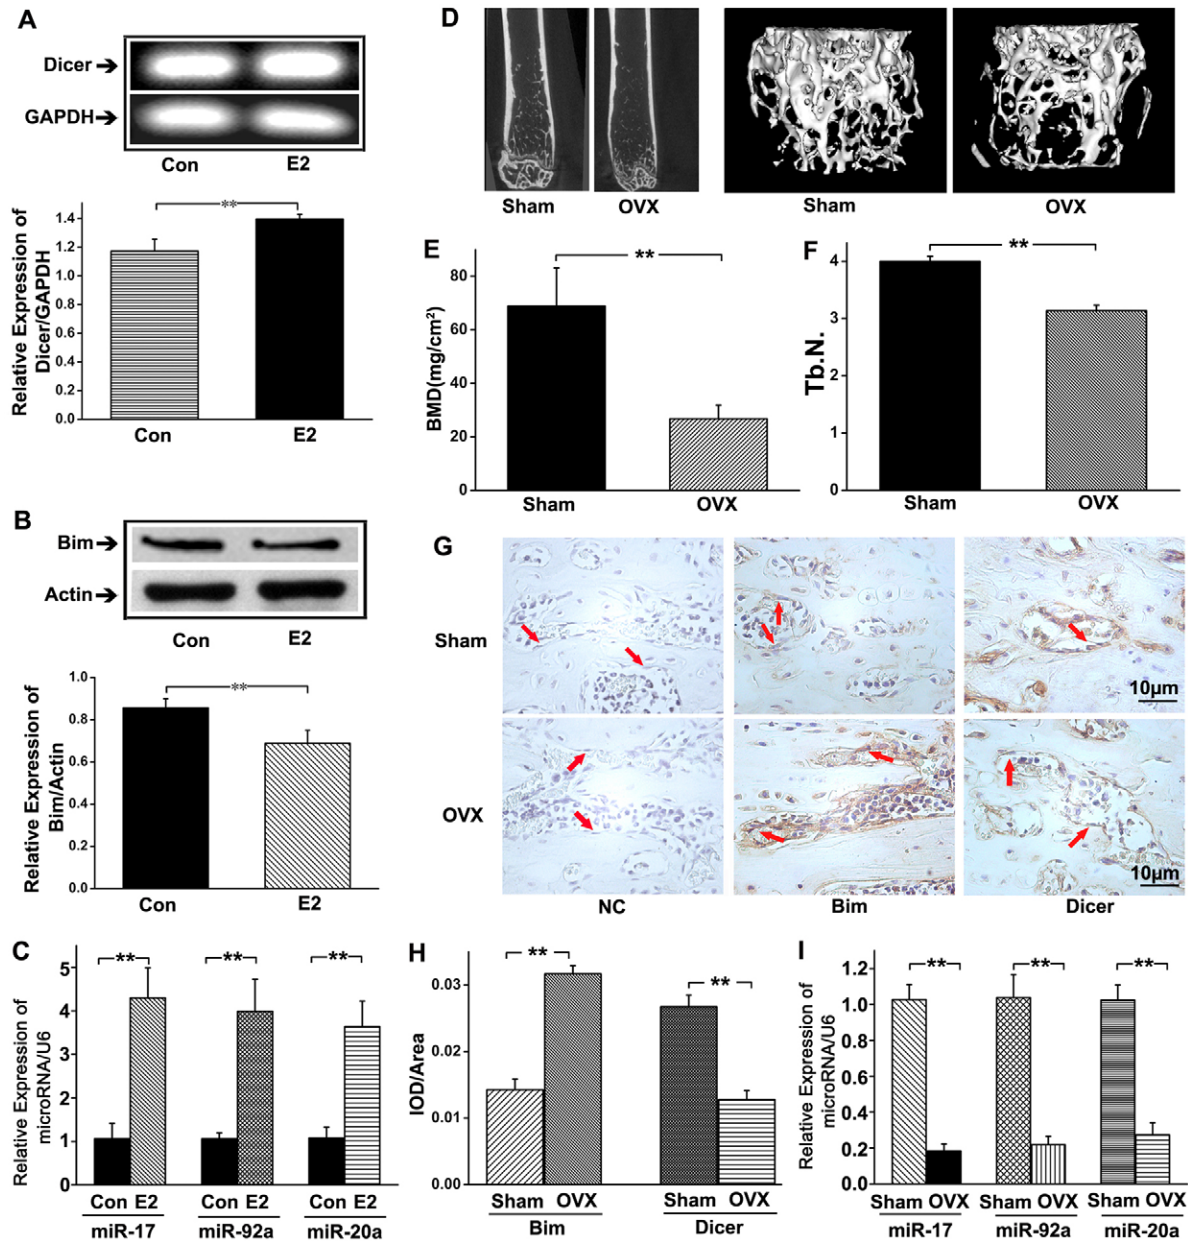 A
Dicer
GAPDH
Con E2
**
Relative Expression of
Dicer/GAPDH
1.4
1.2
1.0
0.8
0.6
0.4
0.2
0.0
Con E2
B
Bim
Actin
Con E2
**
Relative Expression of
Bim/Actin
1.0
0.8
0.6
0.4
0.2
0.0
Con E2
C
** ** **
Relative Expression of
microRNA/U6
5
4
3
2
1
0
Con E2 Con E2 Con E2
miR-17 miR-92a miR-20a
D
Sham OVX Sham OVX
E
**
BMD(mg/cm²)
80
60
40
20
0
Sham OVX
F
**
Tb.N.
4
3
2
1
0
Sham OVX
G
Sham
10μm
OVX
10μm
NC Bim Dicer
H
** **
IOD/Area
0.03
0.02
0.01
0.00
Sham OVX Sham OVX
Bim Dicer
I
** ** **
Relative Expression of
microRNA/U6
1.2
1.0
0.8
0.6
0.4
0.2
0.0
Sham OVX Sham OVX Sham OVX
miR-17 miR-92a miR-20a